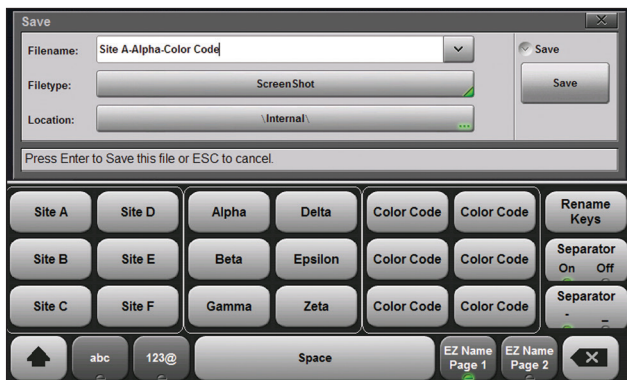 Save
Filename: Site A-Alpha-Color Code
Save
Filetype: ScreenShot
Save
Location: \Internal\
...
Press Enter to Save this file or ESC to cancel.
Site A Site D Alpha Delta Color Code Color Code Rename Keys
Site B Site E Beta Epsilon Color Code Color Code Separator On Off
Site C Site F Gamma Zeta Color Code Color Code Separator - _
abc 123@ Space EZ Name Page 1 EZ Name Page 2 X